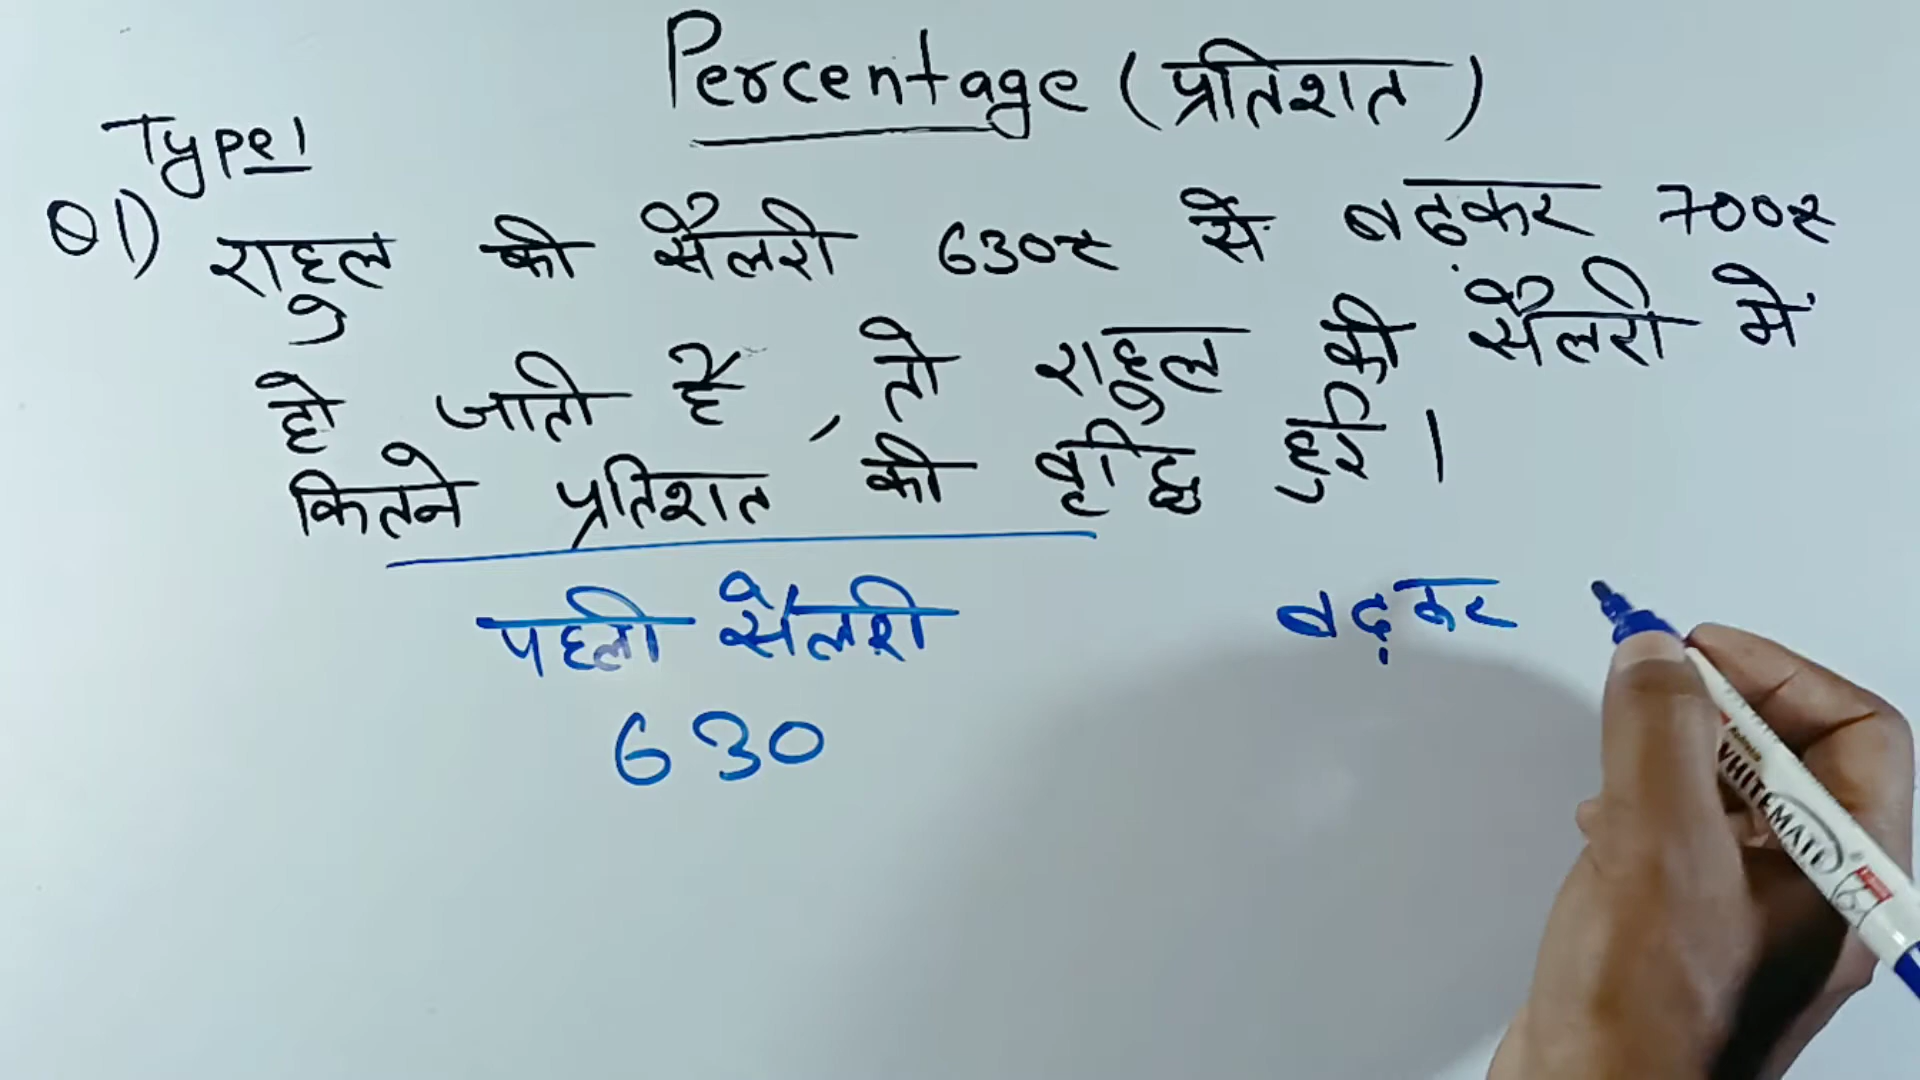 Percentage (प्रतिशत)
Type 1
Q1) राहुल की सैलरी 630₹ से बढ़कर 700₹
हो जाती है, तो राहुल की सैलरी में
कितने प्रतिशत की वृद्धि हुई।
पहली सैलरी बढ़कर
630
WHITEMATE